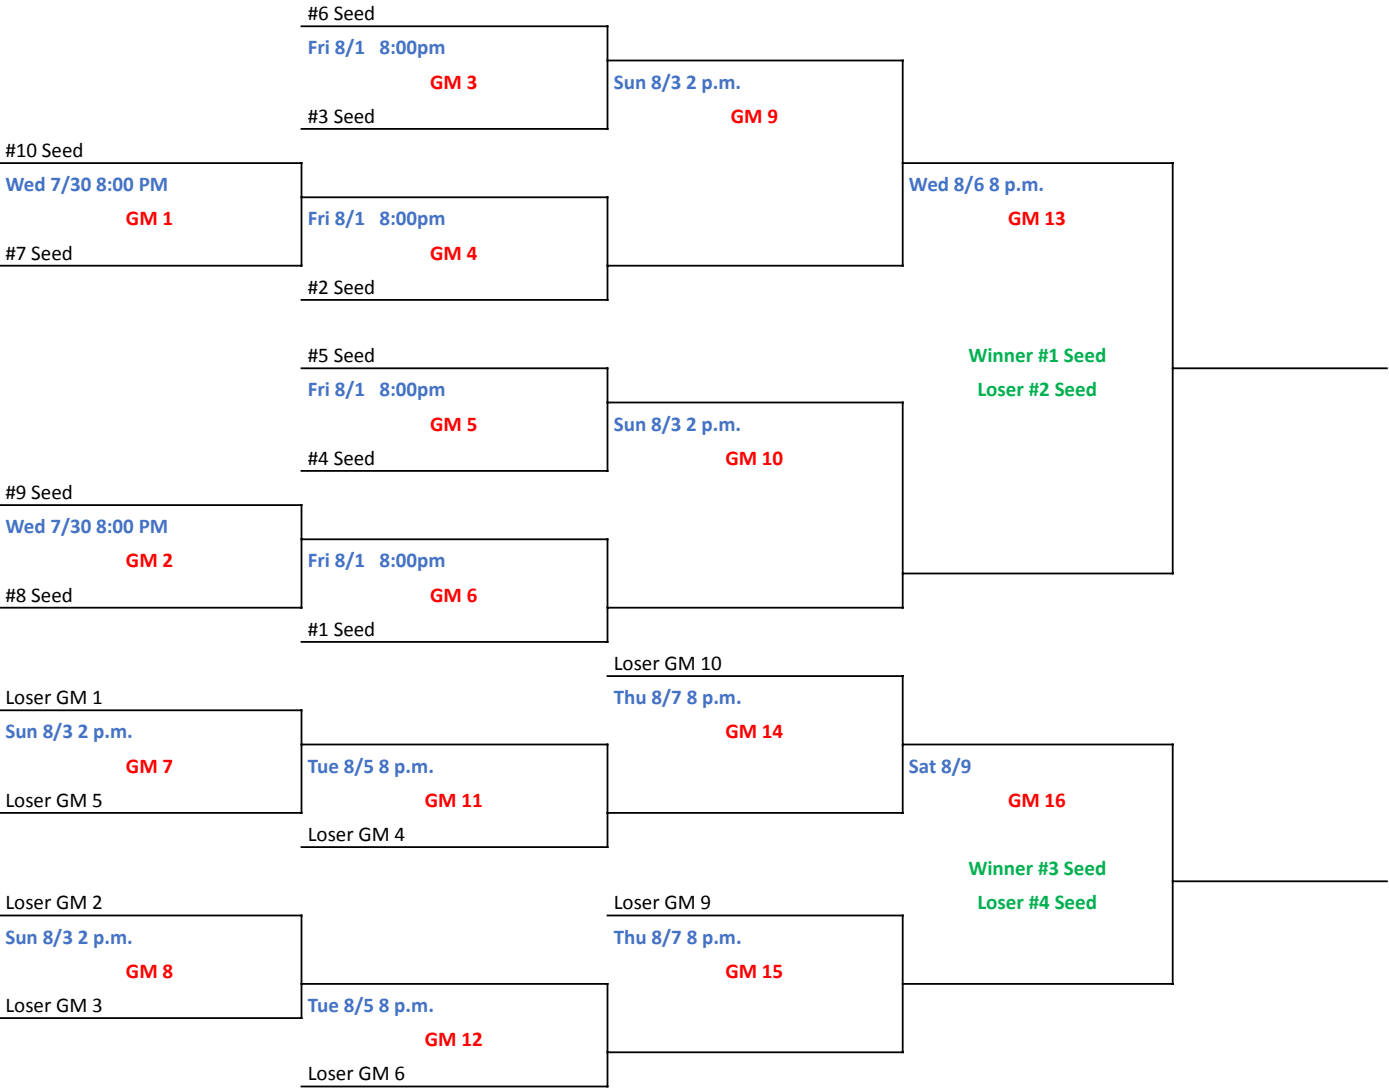 #6 Seed
Fri 8/1   8:00pm
GM 3
Sun 8/3 2 p.m.
#3 Seed
GM 9
#10 Seed
Wed 7/30 8:00 PM
Wed 8/6 8 p.m.
GM 1
Fri 8/1   8:00pm
GM 13
#7 Seed
GM 4
#2 Seed
#5 Seed
Winner #1 Seed
Fri 8/1   8:00pm
Loser #2 Seed
GM 5
Sun 8/3 2 p.m.
#4 Seed
GM 10
#9 Seed
Wed 7/30 8:00 PM
GM 2
Fri 8/1   8:00pm
#8 Seed
GM 6
#1 Seed
Loser GM 10
Loser GM 1
Thu 8/7 8 p.m.
Sun 8/3 2 p.m.
GM 14
GM 7
Tue 8/5 8 p.m.
Sat 8/9
Loser GM 5
GM 11
GM 16
Loser GM 4
Winner #3 Seed
Loser GM 2
Loser GM 9
Loser #4 Seed
Sun 8/3 2 p.m.
Thu 8/7 8 p.m.
GM 8
GM 15
Loser GM 3
Tue 8/5 8 p.m.
GM 12
Loser GM 6